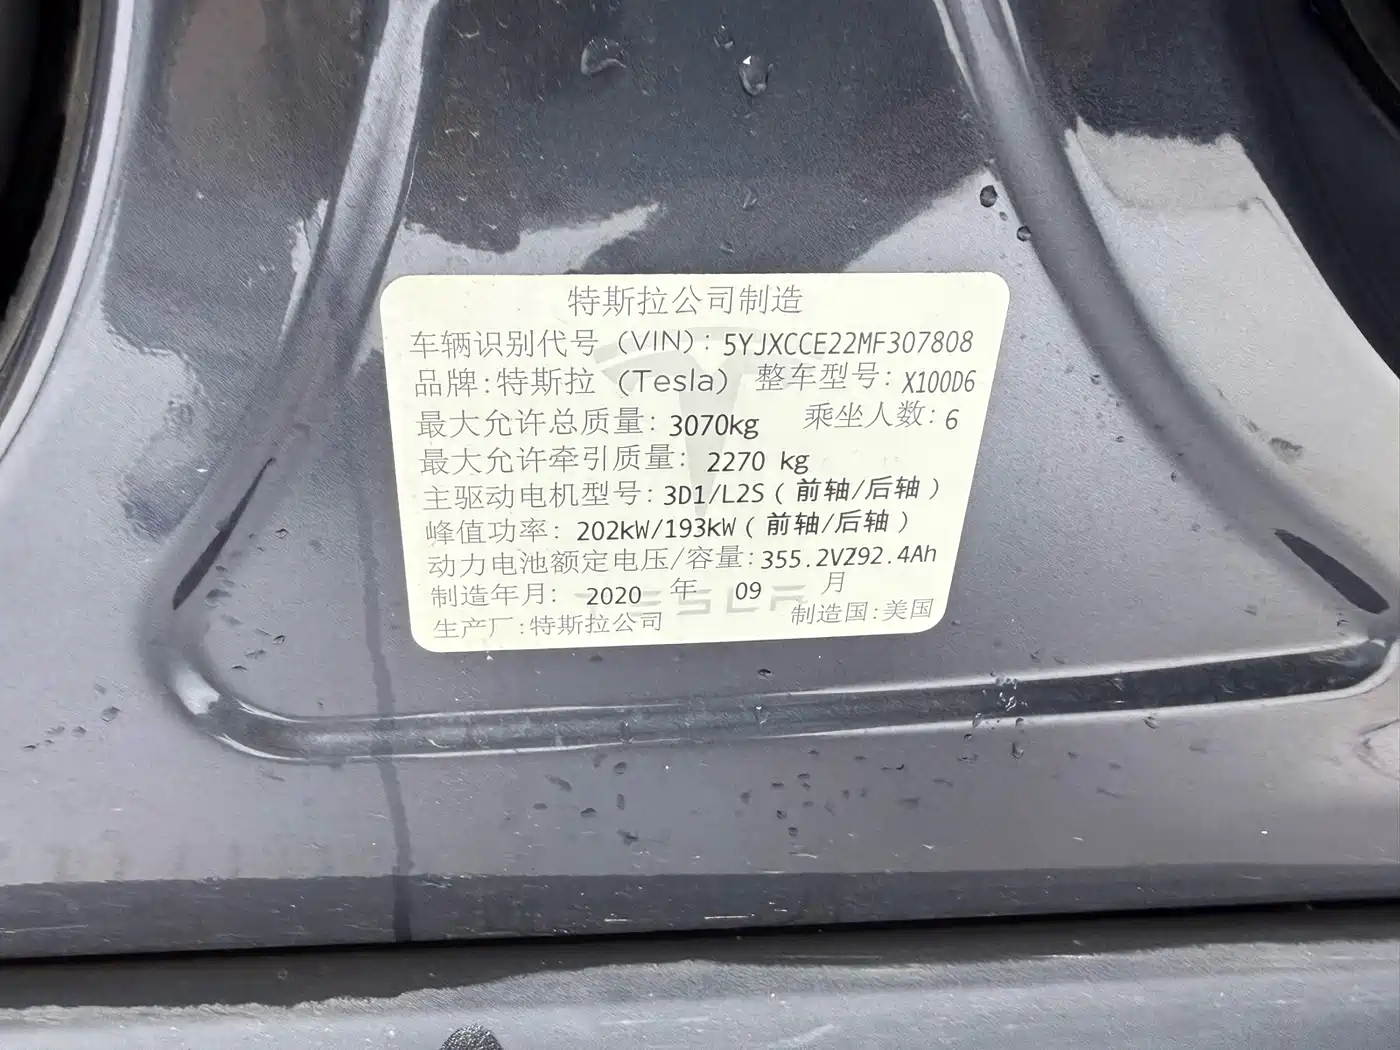 特斯拉公司制造
车辆识别代号（VIN）: 5YJXCCE22MF307808
品牌:特斯拉（Tesla） 整车型号: X100D6
最大允许总质量: 3070kg 乘坐人数: 6
最大允许牵引质量: 2270 kg
主驱动电机型号: 3D1/L2S（前轴/后轴）
峰值功率: 202kW/193kW（前轴/后轴）
动力电池额定电压/容量: 355.2V292.4Ah
制造年月: 2020 年 09 月
生产厂:特斯拉公司 制造国:美国
TESLA